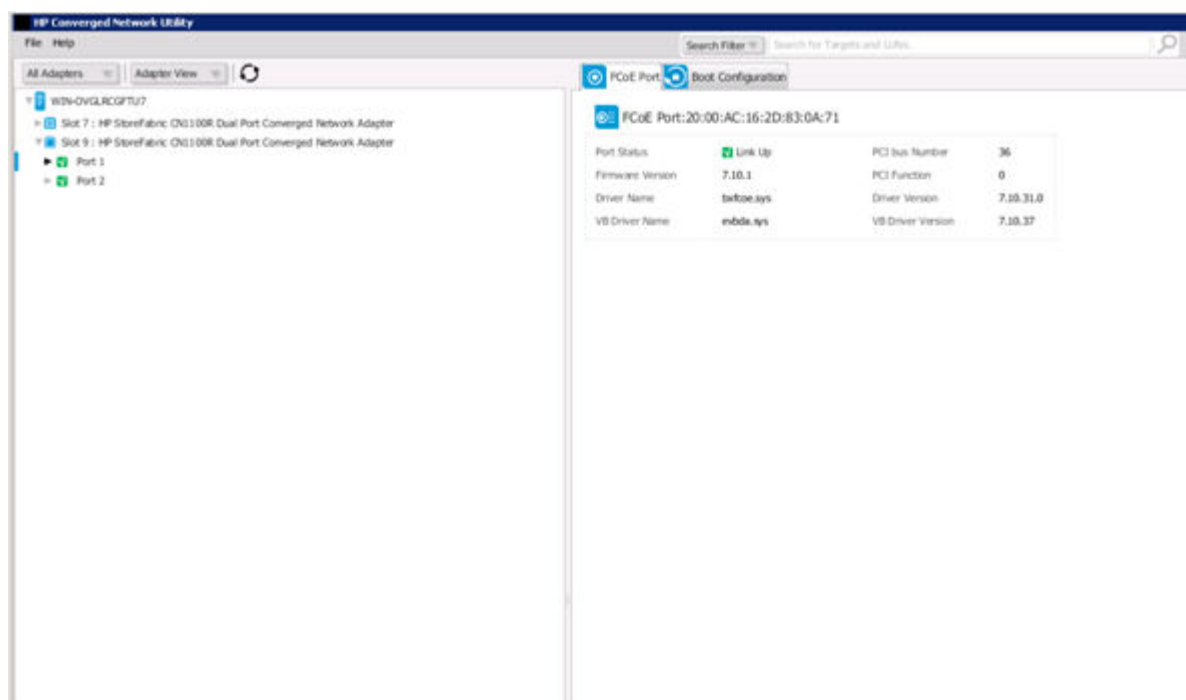 HP Converged Network Utility
File Help
Search Filter Search for Targets and LUNs.
All Adapters Adapter View
FCoE Port Boot Configuration
WIN-OVGLRCGFTU7
Slot 7 : HP StoreFabric CN1100R Dual Port Converged Network Adapter
Slot 9 : HP StoreFabric CN1100R Dual Port Converged Network Adapter
Port 1
Port 2
FCoE Port:20:00:AC:16:2D:83:0A:71
Port Status Link Up PCI bus Number 36
Firmware Version 7.10.1 PCI Function 0
Driver Name bxfcoe.sys Driver Version 7.10.31.0
VB Driver Name evbda.sys VB Driver Version 7.10.37